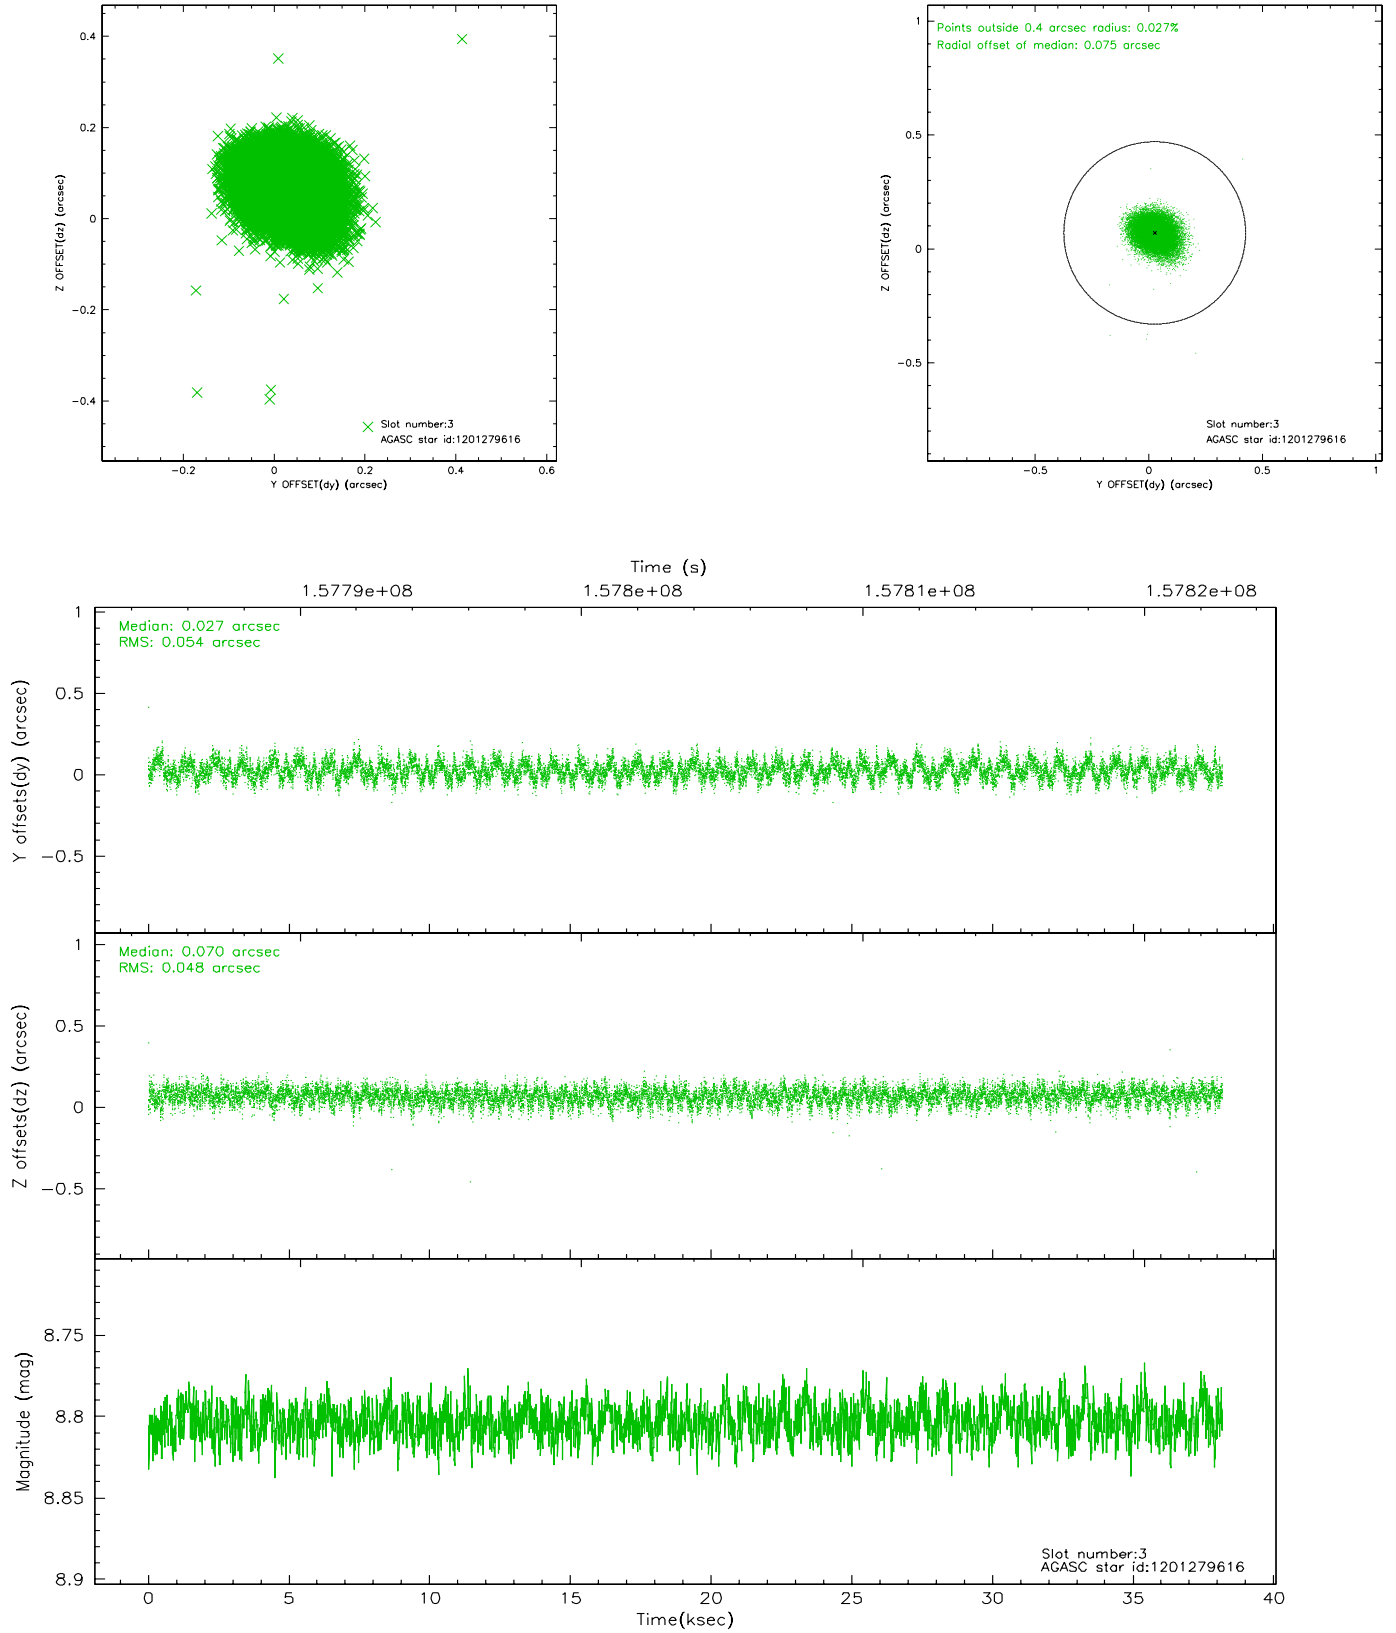 0.4
0.2
0
−0.2
−0.4
Z OFFSET(dz) (arcsec)
Slot number:3
AGASC star id:1201279616
−0.2 0 0.2 0.4 0.6
Y OFFSET(dy) (arcsec)
Points outside 0.4 arcsec radius: 0.027%
Radial offset of median: 0.075 arcsec
1
0.5
0
−0.5
Z OFFSET(dz) (arcsec)
Slot number:3
AGASC star id:1201279616
−0.5 0 0.5 1
Y OFFSET(dy) (arcsec)
Time (s)
1.5779e+08 1.578e+08 1.5781e+08 1.5782e+08
Median: 0.027 arcsec
RMS: 0.054 arcsec
1
0.5
0
−0.5
Y offsets(dy) (arcsec)
Median: 0.070 arcsec
RMS: 0.048 arcsec
1
0.5
0
−0.5
Z offsets(dz) (arcsec)
8.75
8.8
8.85
8.9
Magnitude (mag)
Slot number:3
AGASC star id:1201279616
0 5 10 15 20 25 30 35 40
Time(ksec)